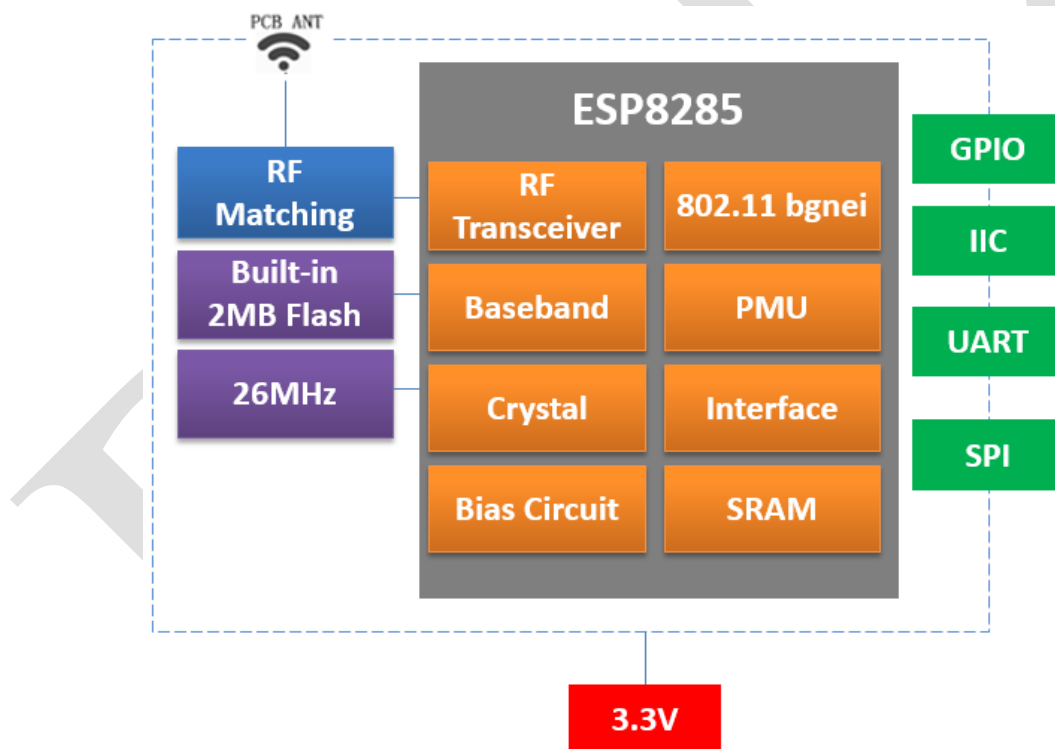 PCB ANT
ESP8285
RF
Matching
Built-in
2MB Flash
26MHz
RF
Transceiver
802.11 bgnei
Baseband
PMU
Crystal
Interface
Bias Circuit
SRAM
GPIO
IIC
UART
SPI
3.3V